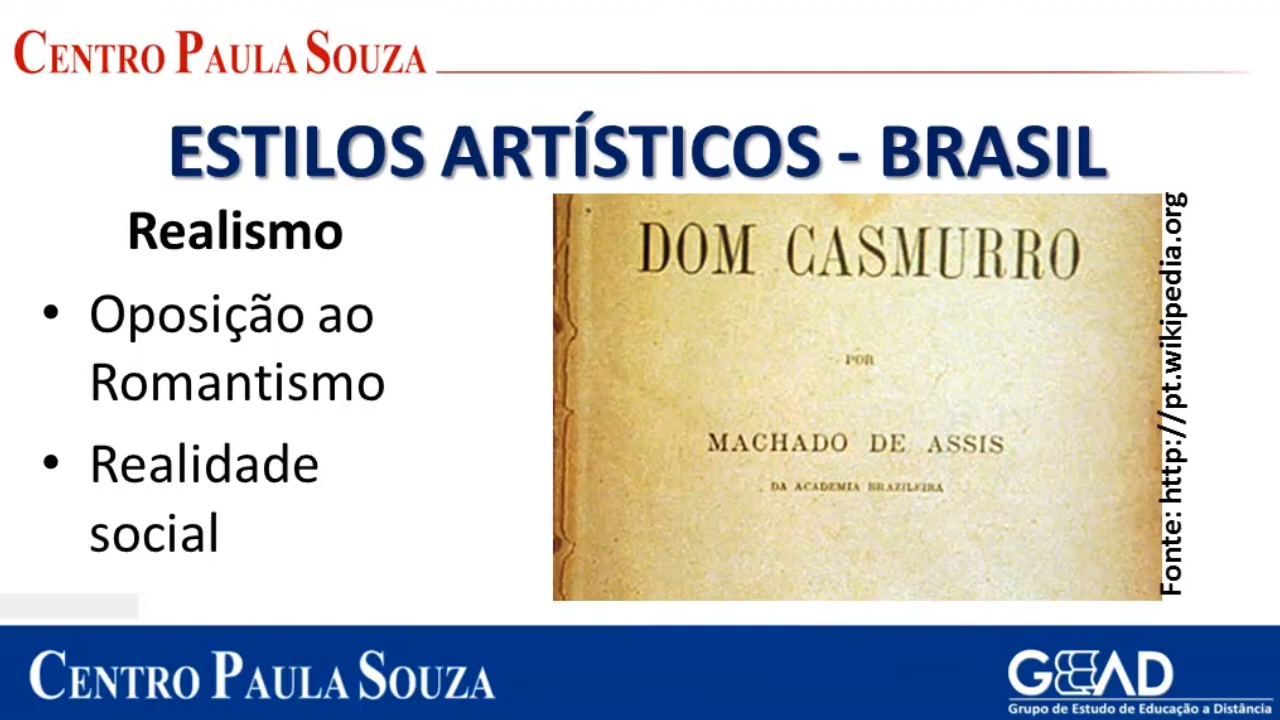 CENTRO PAULA SOUZA
ESTILOS ARTÍSTICOS - BRASIL
Realismo
• Oposição ao
Romantismo
• Realidade
social
DOM CASMURRO
POR
MACHADO DE ASSIS
DA ACADEMIA BRAZILEIRA
Fonte: http://pt.wikipedia.org
CENTRO PAULA SOUZA
GEEAD
Grupo de Estudo de Educação a Distância